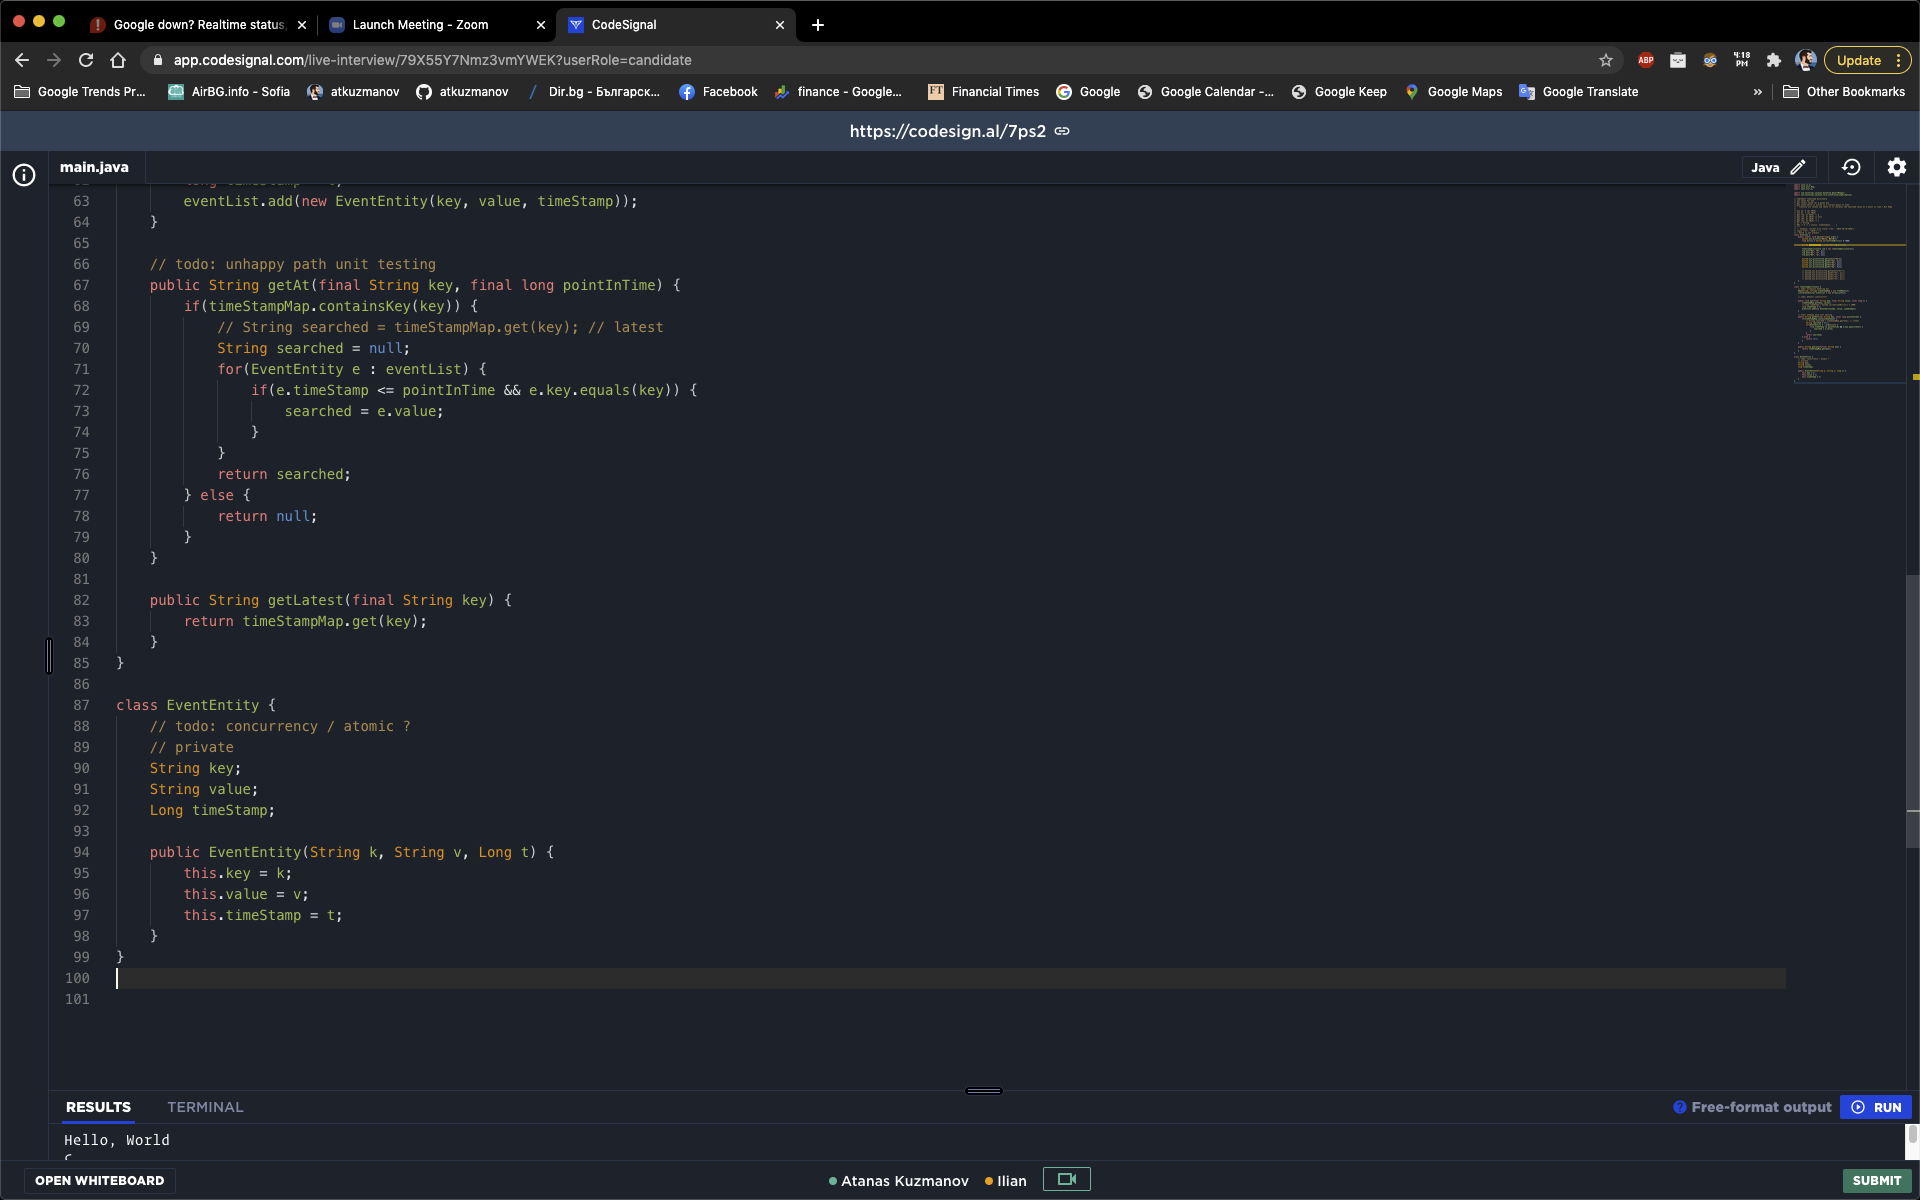 Google down? Realtime status,
Launch Meeting - Zoom
CodeSignal
app.codesignal.com/live-interview/79X55Y7Nmz3vmYWEK?userRole=candidate
ABP
4:18 PM
Update
Google Trends Pr...
AirBG.info - Sofia
atkuzmanov
atkuzmanov
Dir.bg - Българск...
Facebook
finance - Google...
FT Financial Times
Google
Google Calendar -...
Google Keep
Google Maps
Google Translate
»
Other Bookmarks
https://codesign.al/7ps2
main.java
Java
63 eventList.add(new EventEntity(key, value, timeStamp));
64 }
65
66 // todo: unhappy path unit testing
67 public String getAt(final String key, final long pointInTime) {
68 if(timeStampMap.containsKey(key)) {
69 // String searched = timeStampMap.get(key); // latest
70 String searched = null;
71 for(EventEntity e : eventList) {
72 if(e.timeStamp <= pointInTime && e.key.equals(key)) {
73 searched = e.value;
74 }
75 }
76 return searched;
77 } else {
78 return null;
79 }
80 }
81
82 public String getLatest(final String key) {
83 return timeStampMap.get(key);
84 }
85 }
86
87 class EventEntity {
88 // todo: concurrency / atomic ?
89 // private
90 String key;
91 String value;
92 Long timeStamp;
93
94 public EventEntity(String k, String v, Long t) {
95 this.key = k;
96 this.value = v;
97 this.timeStamp = t;
98 }
99 }
100
101
RESULTS
TERMINAL
Free-format output
RUN
Hello, World
OPEN WHITEBOARD
Atanas Kuzmanov
Ilian
SUBMIT